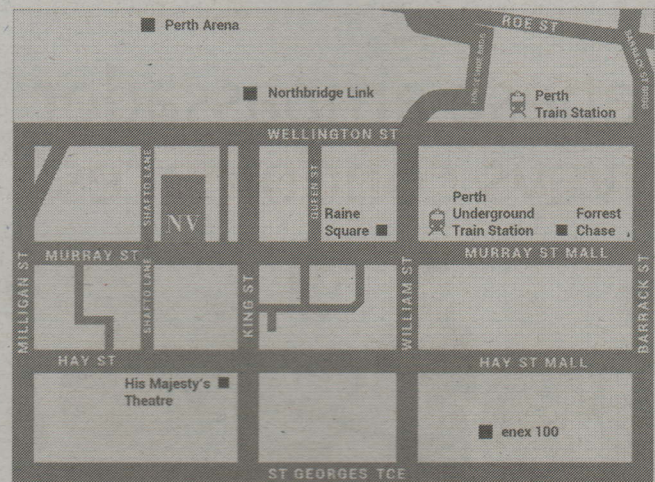 Perth Arena
ROE ST
BARRACK ST
Northbridge Link
Perth
Train Station
WELLINGTON ST
SHAFTO LANE
NV
QUEEN ST
Raine
Square
Perth
Underground
Train Station
Forrest
Chase
MURRAY ST
MURRAY ST MALL
MILLIGAN ST
SHAFTO LANE
KING ST
WILLIAM ST
BARRACK ST
HAY ST
HAY ST MALL
His Majesty's
Theatre
enex 100
ST GEORGES TCE